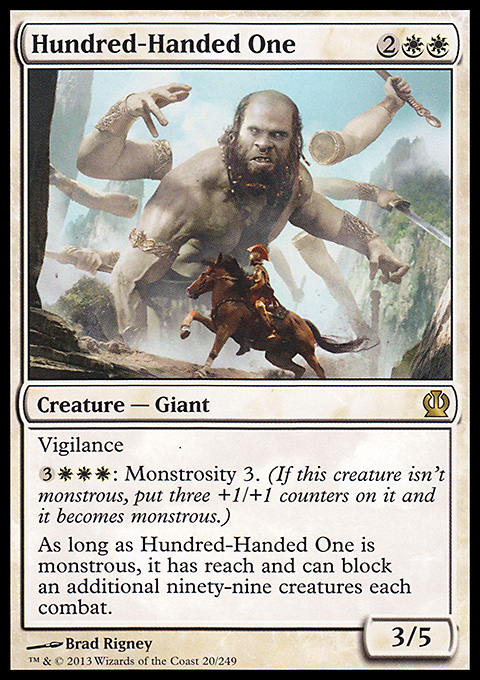 Hundred-Handed One 2
Creature — Giant
Vigilance
3: Monstrosity 3. (If this creature isn't
monstrous, put three +1/+1 counters on it and
it becomes monstrous.)
As long as Hundred-Handed One is
monstrous, it has reach and can block
an additional ninety-nine creatures each
combat.
Brad Rigney
3/5
™ & © 2013 Wizards of the Coast 20/249